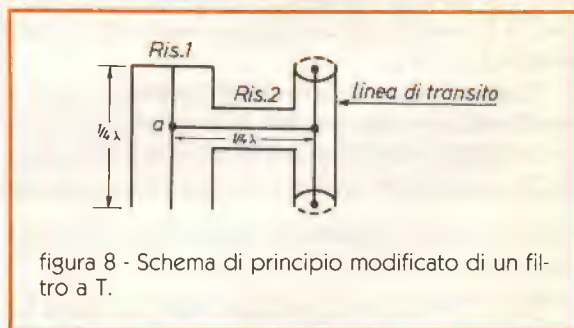 Ris.1
Ris.2
linea di transito
a
¼ λ
¼ λ
figura 8 - Schema di principio modificato di un fil-
tro a T.